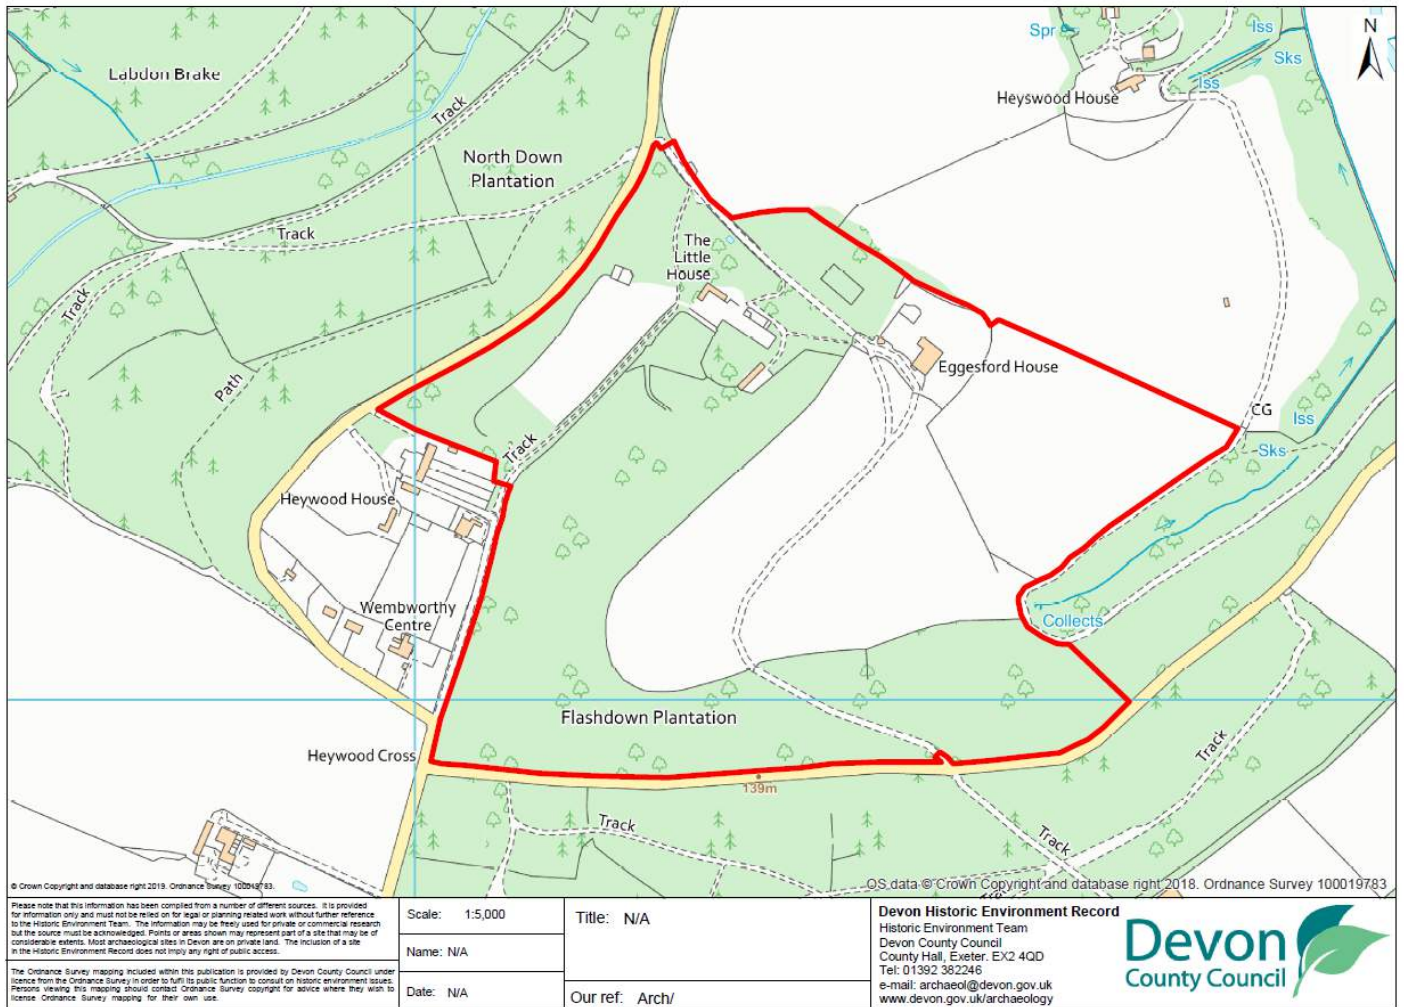 Labdon Brake
Track
North Down
Plantation
Track
Track
Path
Spr
Iss
Sks
Iss
Heyswood House
N
The
Little
House
Eggesford House
CG
Iss
Sks
Track
Heywood House
Wembworthy
Centre
Collects
Flashdown Plantation
Heywood Cross
139m
Track
Track
Track
© Crown Copyright and database right 2019. Ordnance Survey 100019783.
OS data © Crown Copyright and database right 2018. Ordnance Survey 100019783
Please note that this information has been compiled from a number of different sources. It is provided
for information only and must not be relied on for legal or planning related work without further reference
to the Historic Environment Team. The information may be freely used for private or commercial research
but the source must be acknowledged. Points or areas shown may represent part of a site that may be of
considerable extents. Most archaeological sites in Devon are on private land. The inclusion of a site
in the Historic Environment Record does not imply any right of public access.
The Ordnance Survey mapping included within this publication is provided by Devon County Council under
licence from the Ordnance Survey in order to fulfil its public function to consult on historic environment issues.
Persons viewing this mapping should contact Ordnance Survey copyright for advice where they wish to
license Ordnance Survey mapping for their own use.
Scale: 1:5,000
Name: N/A
Date: N/A
Title: N/A
Our ref: Arch/
Devon Historic Environment Record
Historic Environment Team
Devon County Council
County Hall, Exeter. EX2 4QD
Tel: 01392 382246
e-mail: archaeol@devon.gov.uk
www.devon.gov.uk/archaeology
Devon
County Council